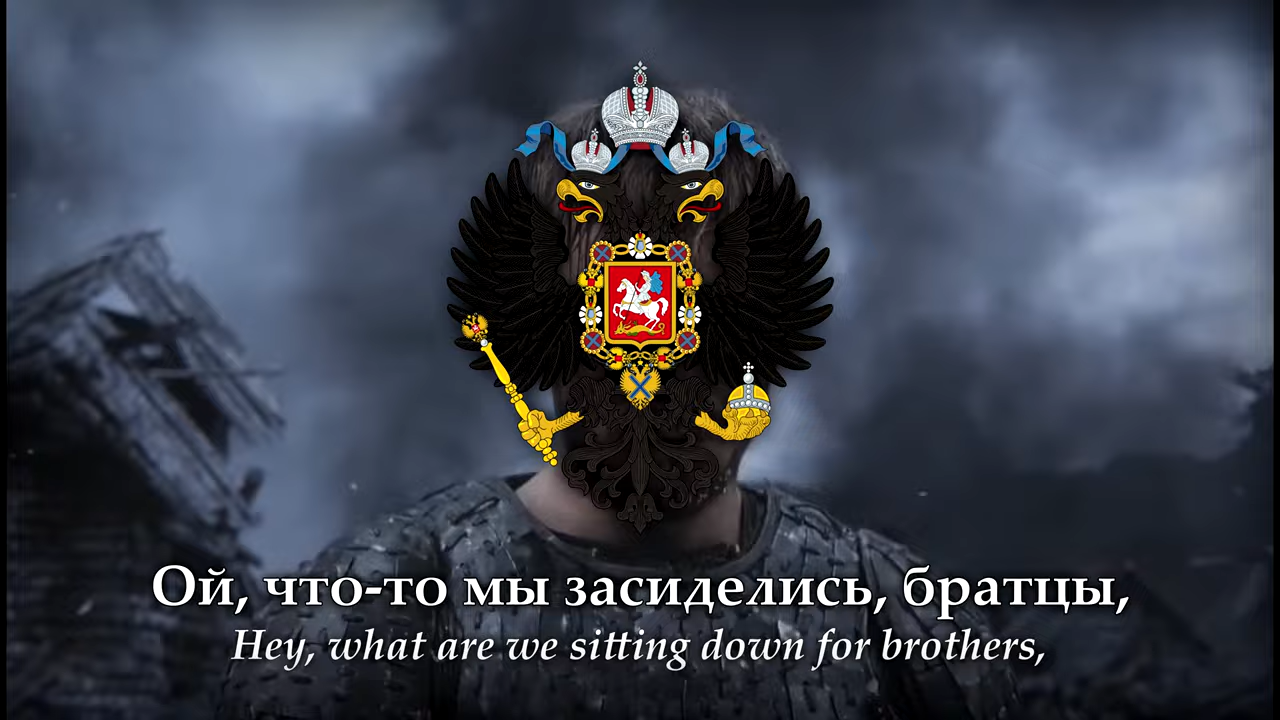 Ой, что-то мы засиделись, братцы,
Hey, what are we sitting down for brothers,